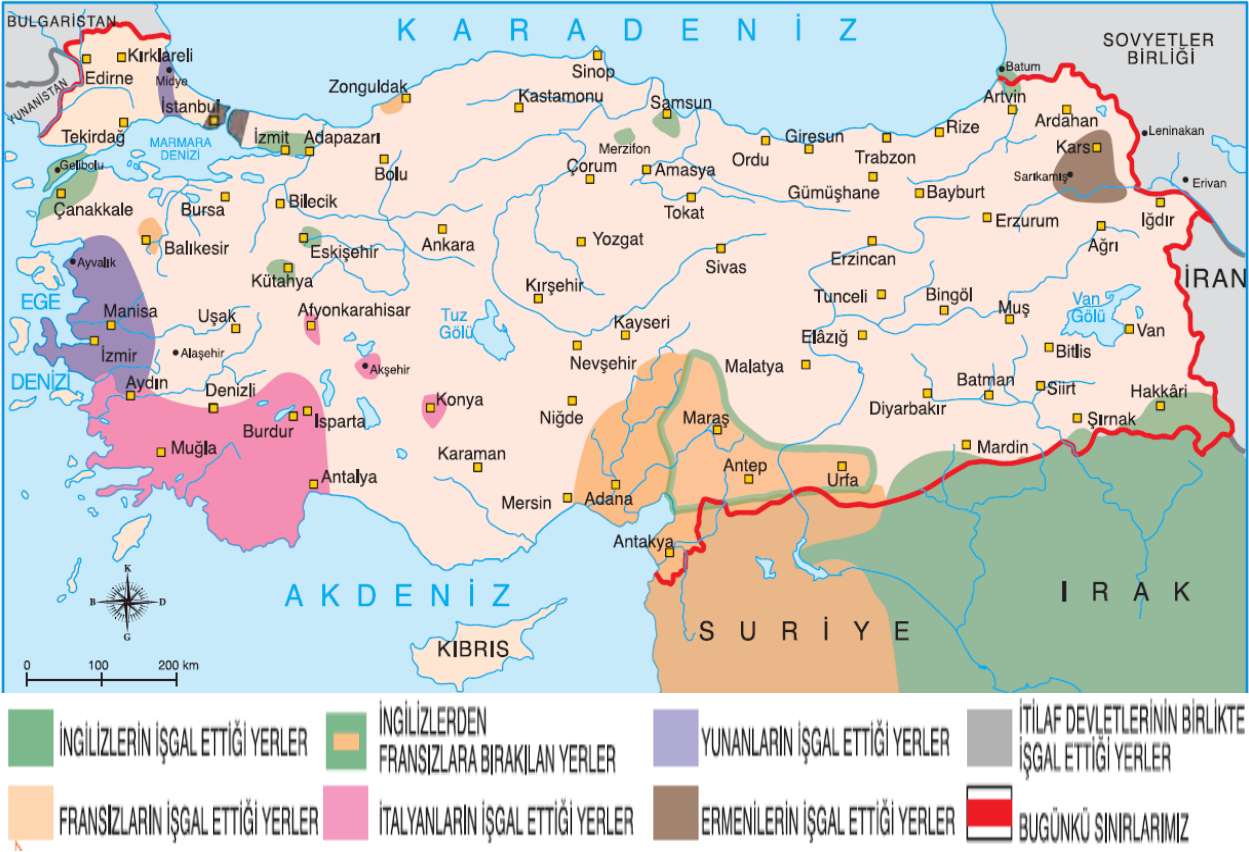 KARADENİZ
BULGARİSTAN
YUNANİSTAN
Kırklareli
Edirne
Midye
İstanbul
Tekirdağ
MARMARA
DENİZİ
Gelibolu
Çanakkale
Zonguldak
Kastamonu
Sinop
Samsun
Merzifon
İzmit
Adapazarı
Bolu
Çorum
Amasya
Tokat
Ordu
Giresun
Trabzon
Gümüşhane
Rize
Bayburt
Batum
Artvin
Ardahan
Kars
Sarıkamış
SOVYETLER
BİRLİĞİ
Leninakan
Erivan
Iğdır
Erzurum
Ağrı
İRAN
Bursa
Bilecik
Balıkesir
Eskişehir
Kütahya
Ankara
Yozgat
Kırşehir
Sivas
Erzincan
Tunceli
Bingöl
Muş
Van
Gölü
Van
Bitlis
Elâzığ
Malatya
Ayvalık
EGE
DENİZİ
Manisa
İzmir
Uşak
Alaşehir
Afyonkarahisar
Akşehir
Tuz
Gölü
Kayseri
Nevşehir
Niğde
Aydın
Denizli
Burdur
Isparta
Konya
Karaman
Muğla
Antalya
Mersin
Adana
Maraş
Antep
Urfa
Antakya
Diyarbakır
Batman
Siirt
Hakkâri
Şırnak
Mardin
K
B
D
G
AKDENİZ
KIBRIS
SURİYE
IRAK
0 100 200 km
İNGİLİZLERİN İŞGAL ETTİĞİ YERLER
İNGİLİZLERDEN
FRANSIZLARA BIRAKILAN YERLER
YUNANLARIN İŞGAL ETTİĞİ YERLER
İTİLAF DEVLETLERİNİN BİRLİKTE
İŞGAL ETTİĞİ YERLER
FRANSIZLARIN İŞGAL ETTİĞİ YERLER
İTALYANLARIN İŞGAL ETTİĞİ YERLER
ERMENİLERİN İŞGAL ETTİĞİ YERLER
BUGÜNKÜ SINIRLARIMIZ